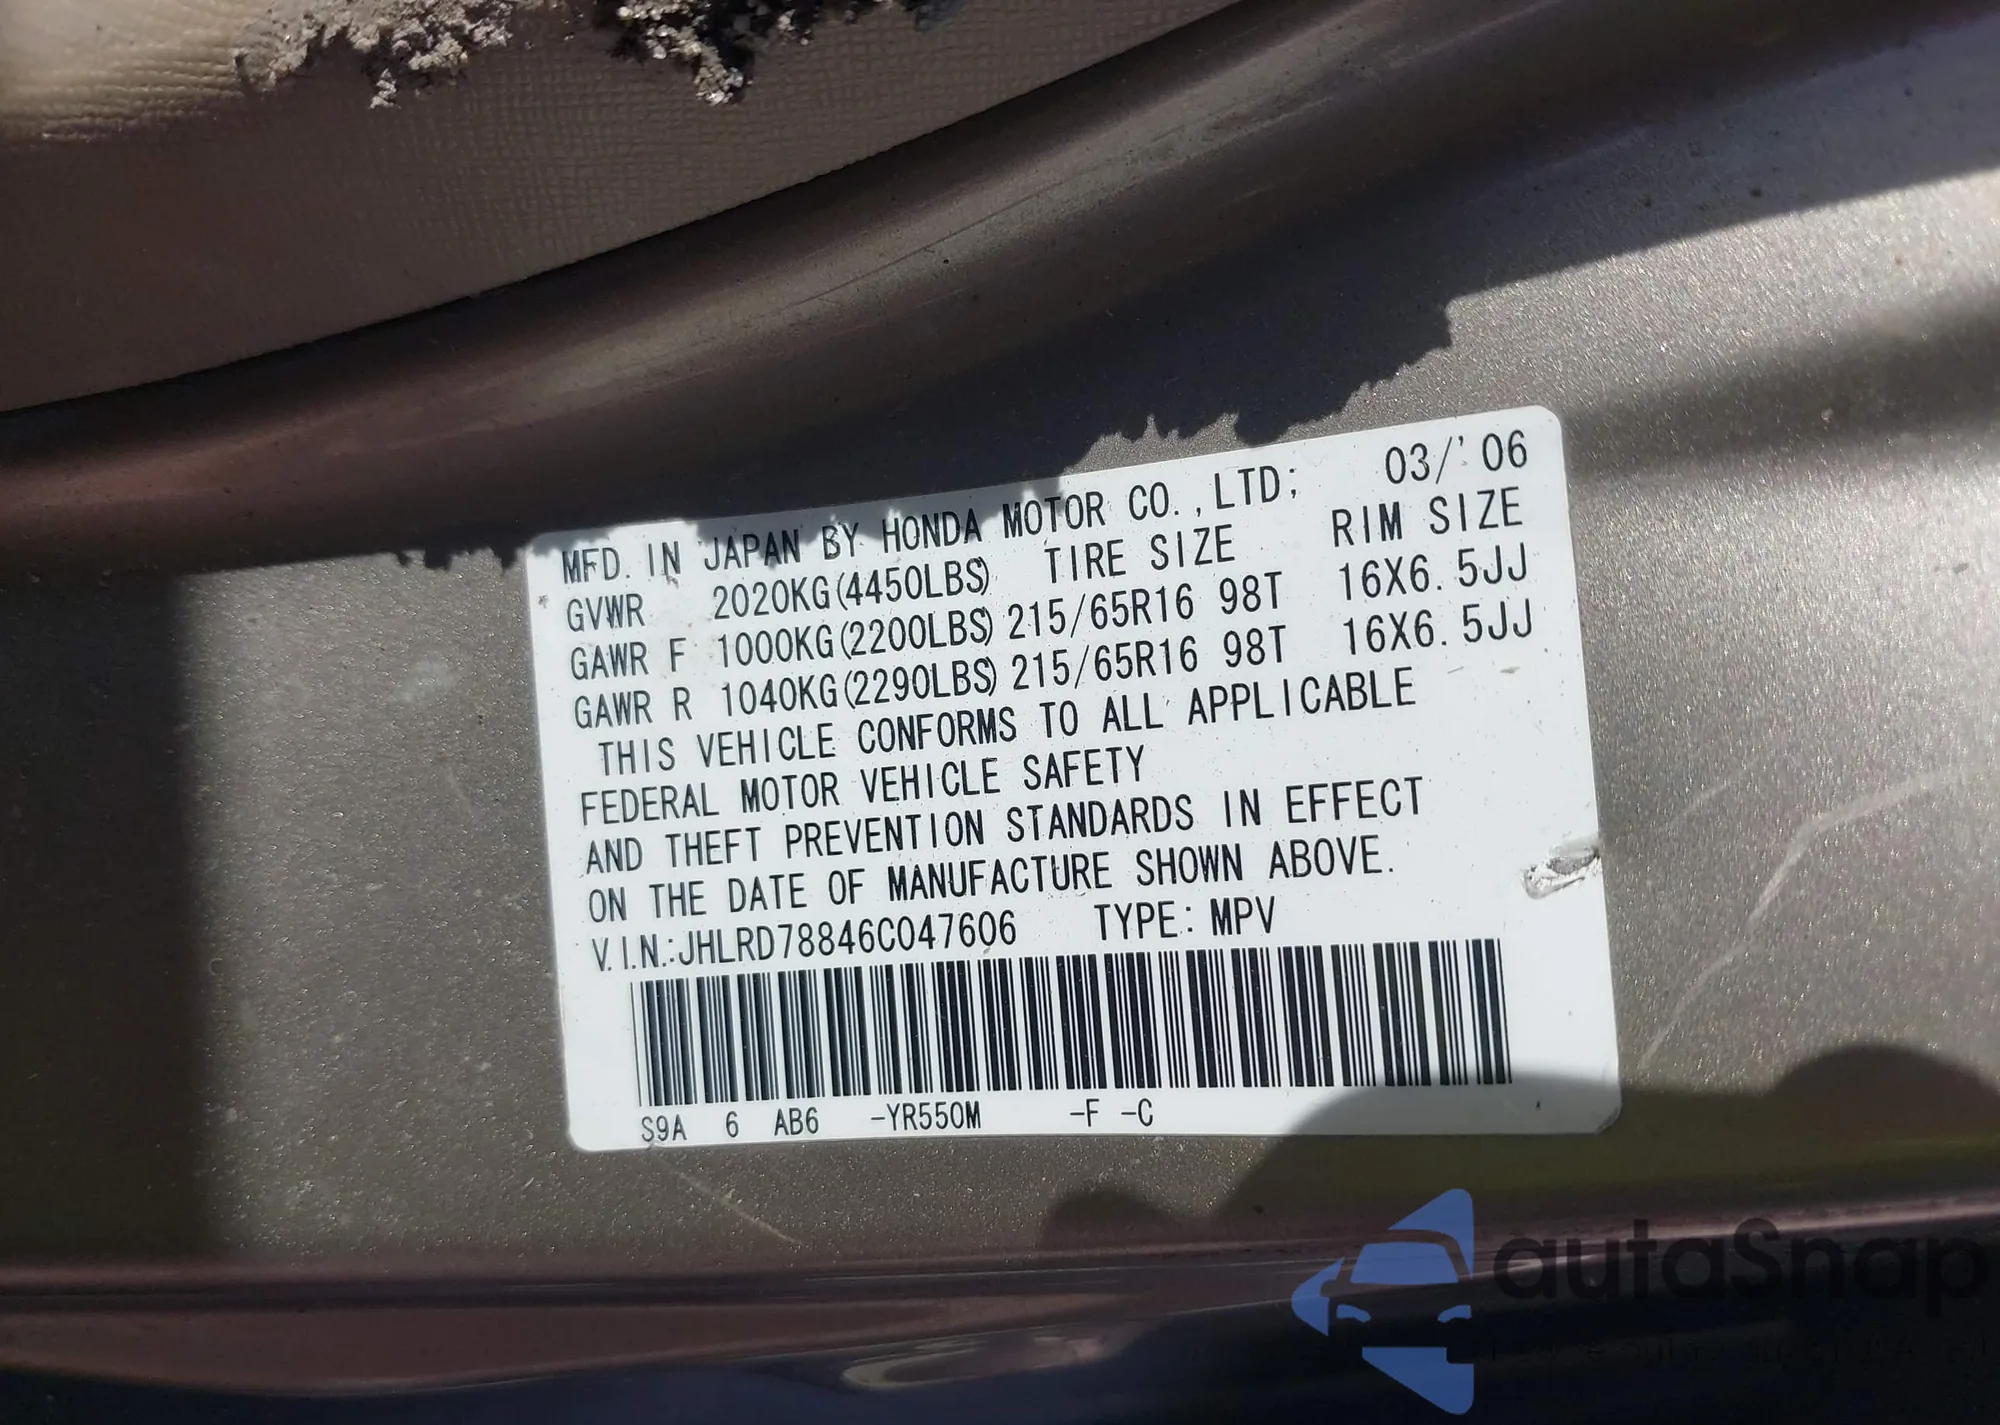 MFD. IN JAPAN BY HONDA MOTOR CO.,LTD; 03/'06
GVWR 2020KG(4450LBS) TIRE SIZE RIM SIZE
GAWR F 1000KG(2200LBS) 215/65R16 98T 16X6.5JJ
GAWR R 1040KG(2290LBS) 215/65R16 98T 16X6.5JJ
THIS VEHICLE CONFORMS TO ALL APPLICABLE
FEDERAL MOTOR VEHICLE SAFETY
AND THEFT PREVENTION STANDARDS IN EFFECT
ON THE DATE OF MANUFACTURE SHOWN ABOVE.
V.I.N.:JHLRD78846C047606 TYPE: MPV
S9A 6 AB6 -YR550M -F -C
autaSnap